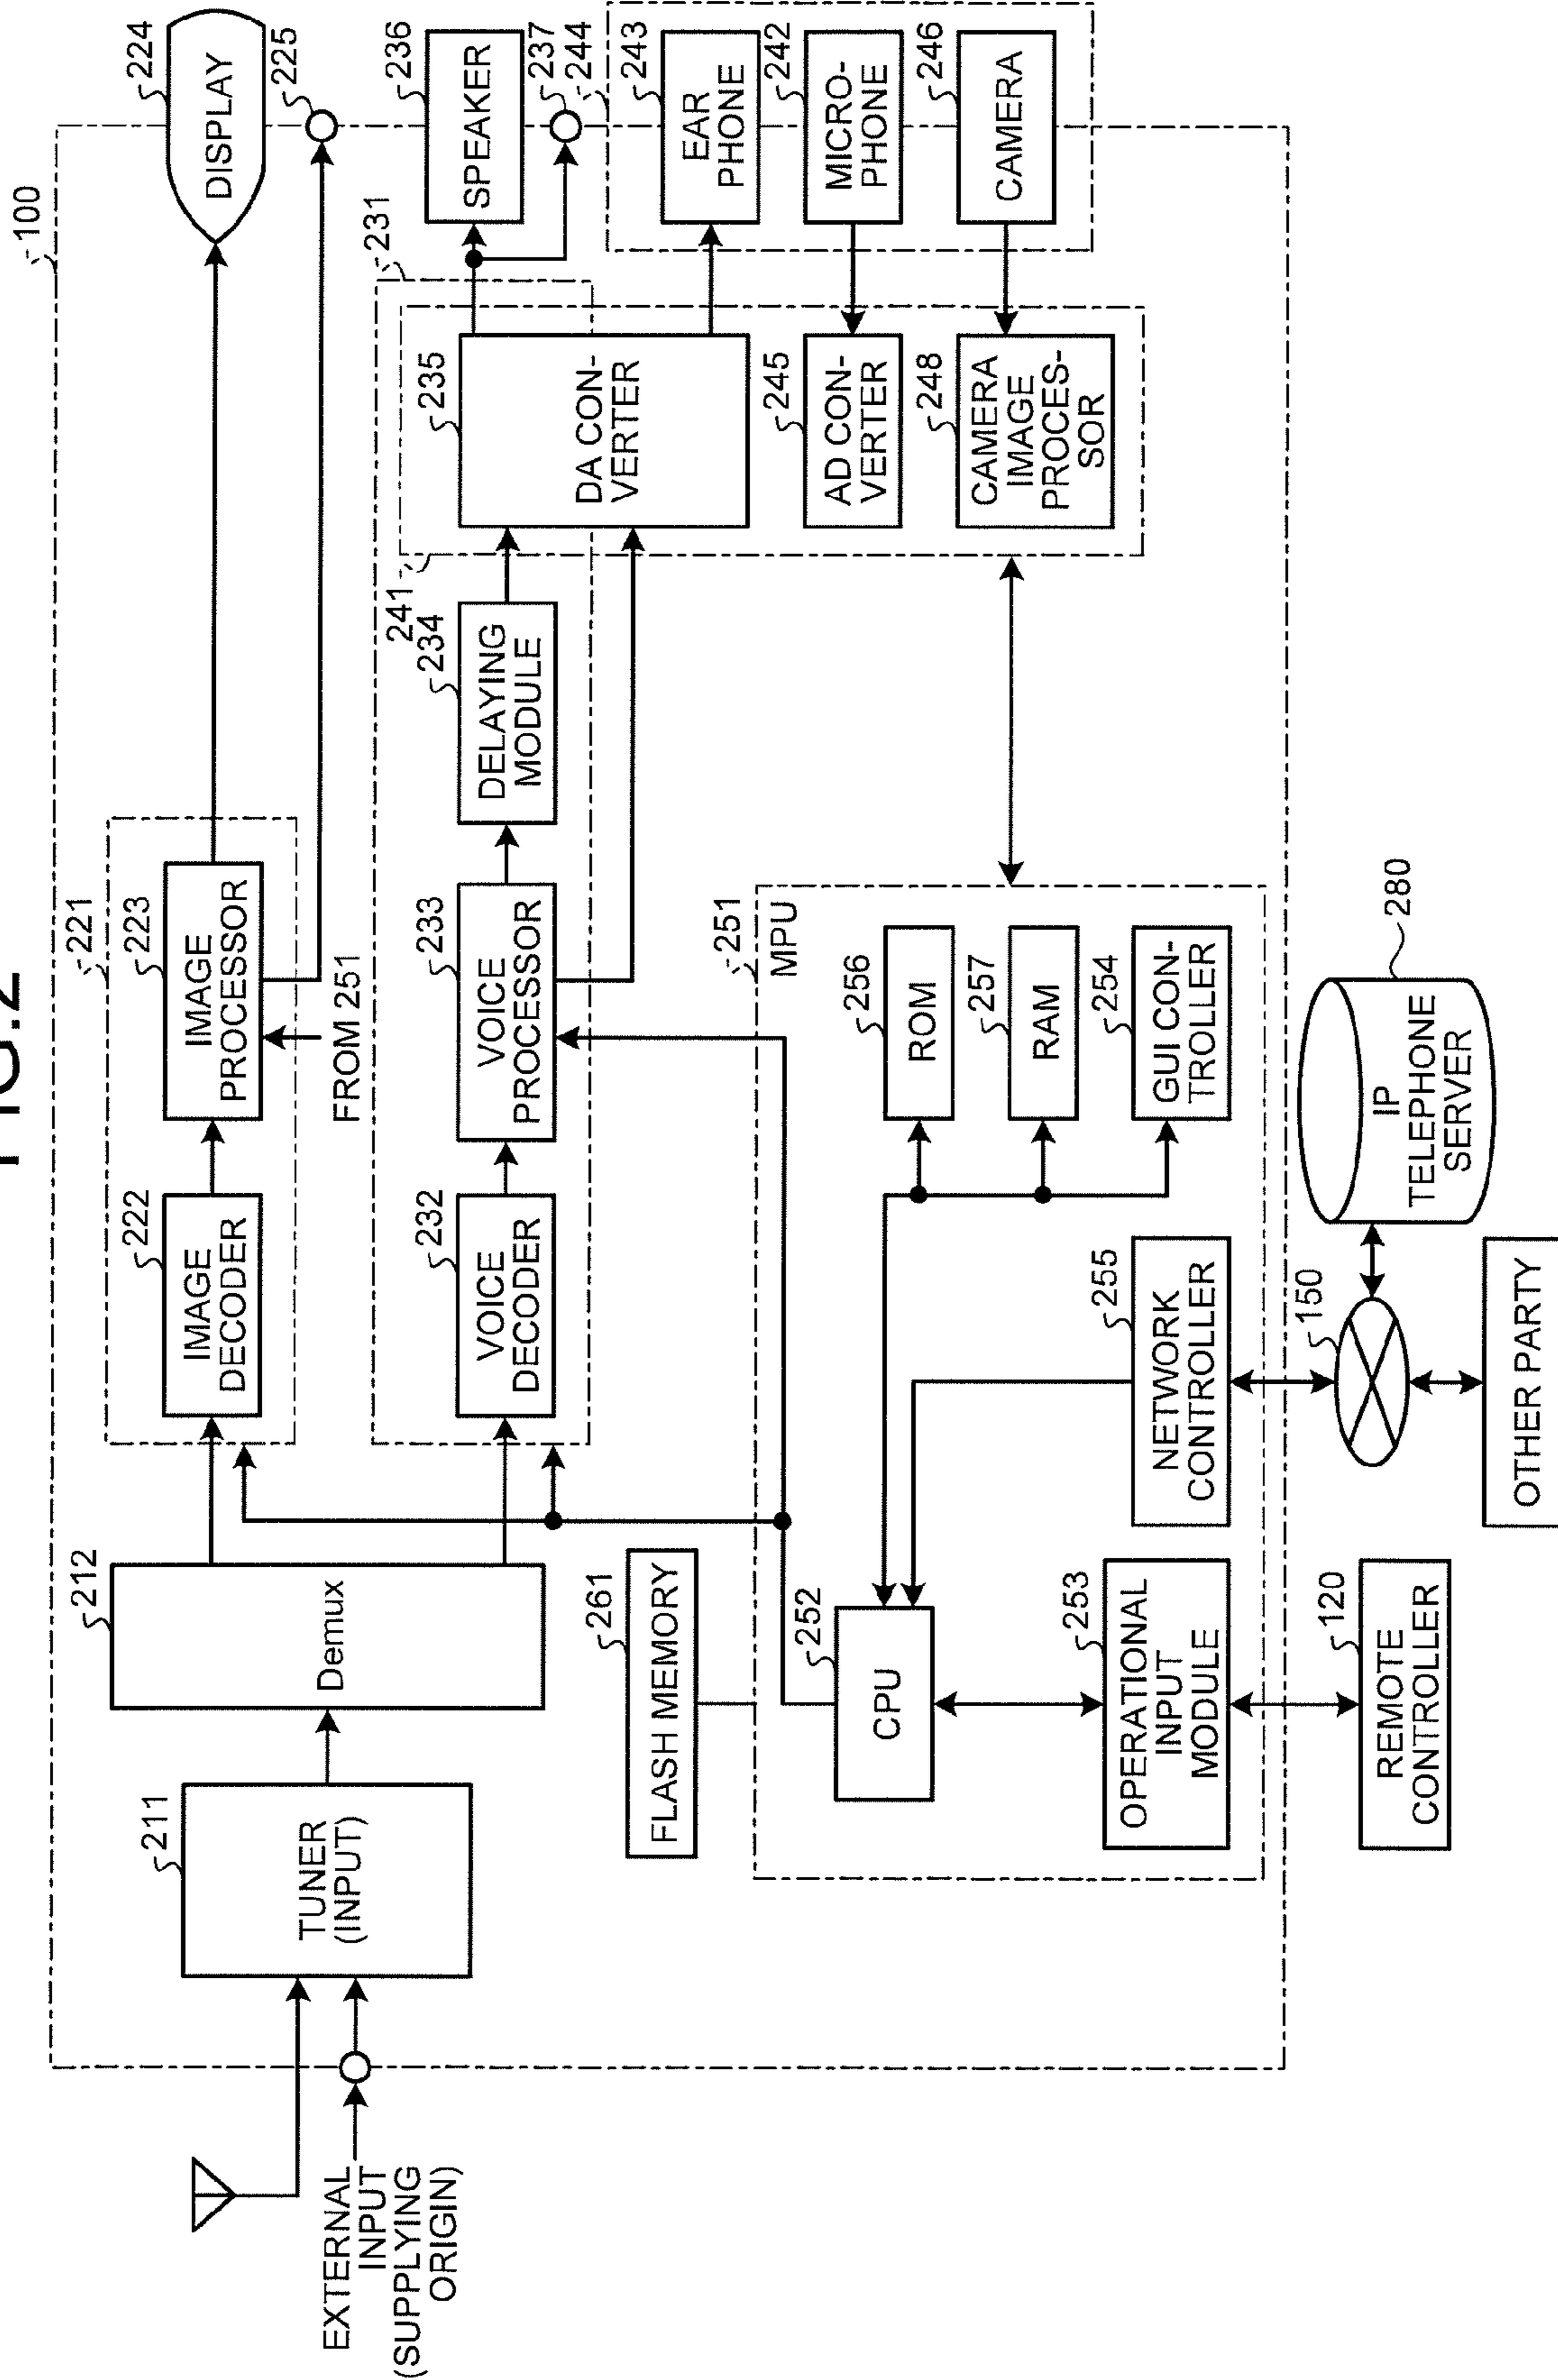 FIG.2
100
221
222
IMAGE
DECODER
223
IMAGE
PROCESSOR
FROM 251
224
DISPLAY
225
211
TUNER
(INPUT)
212
Demux
EXTERNAL
INPUT
(SUPPLYING
ORIGIN)
231
232
VOICE
DECODER
233
VOICE
PROCESSOR
241
234
DELAYING
MODULE
235
DA CON-
VERTER
236
SPEAKER
237
244
243
EAR
PHONE
242
MICRO-
PHONE
246
CAMERA
245
AD CON-
VERTER
248
CAMERA
IMAGE
PROCES-
SOR
261
FLASH MEMORY
251
MPU
252
CPU
256
ROM
257
RAM
254
GUI CON-
TROLLER
253
OPERATIONAL
INPUT
MODULE
255
NETWORK
CONTROLLER
120
REMOTE
CONTROLLER
150
280
IP
TELEPHONE
SERVER
OTHER PARTY